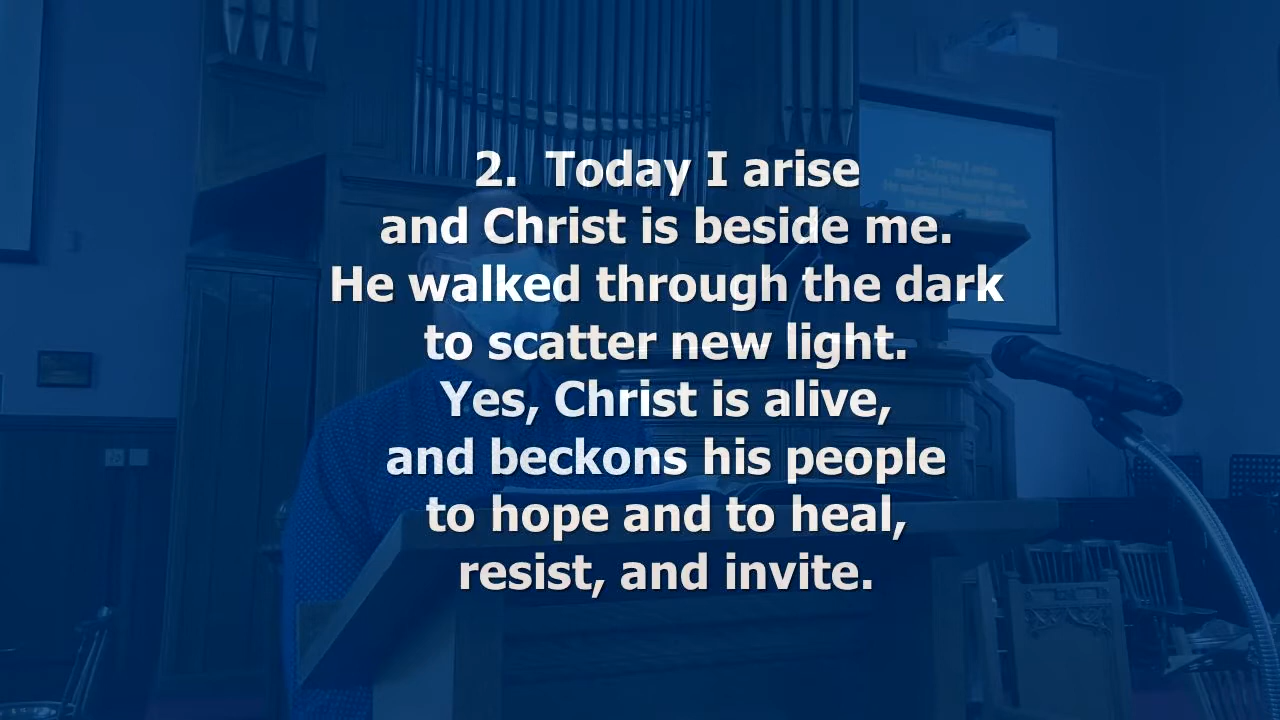 2. Today I arise
and Christ is beside me.
He walked through the dark
to scatter new light.
Yes, Christ is alive,
and beckons his people
to hope and to heal,
resist, and invite.